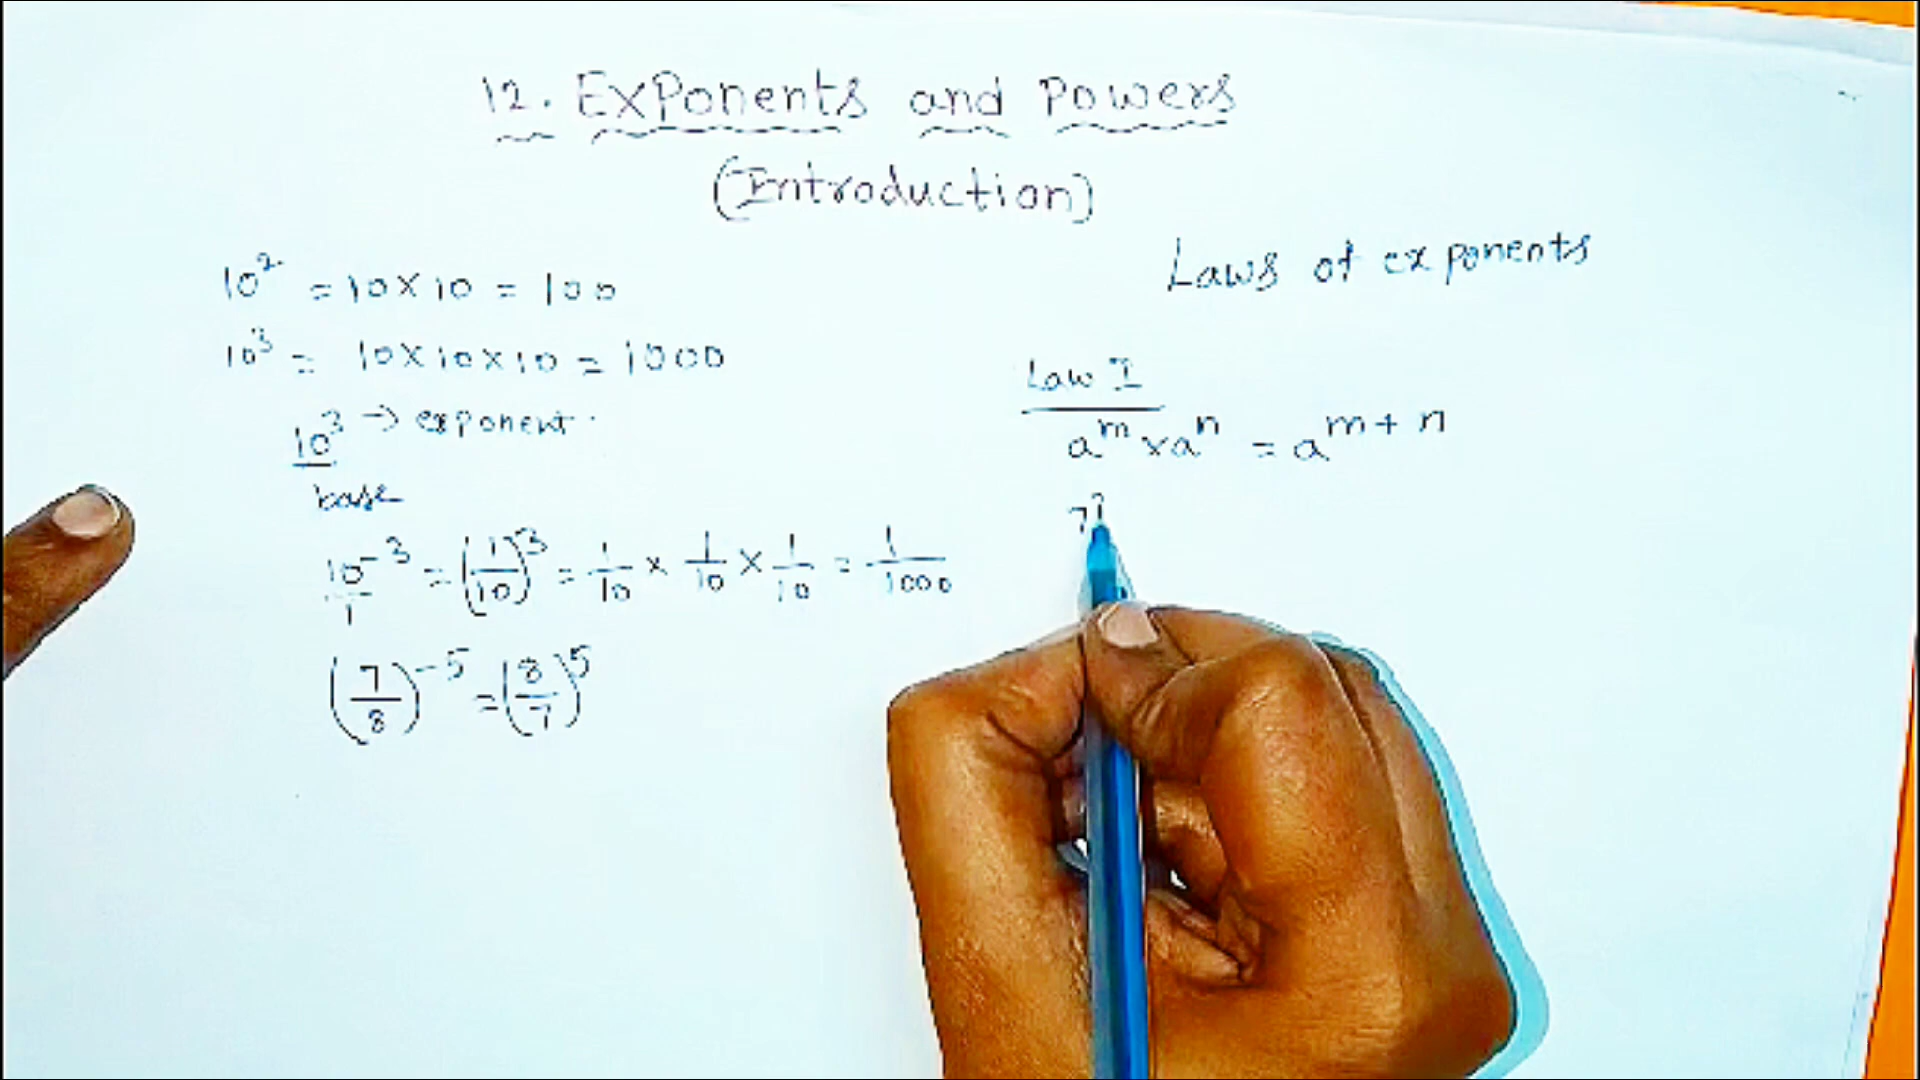 12. Exponents and Powers
(Introduction)
10² = 10 × 10 = 100
10³ = 10 × 10 × 10 = 1000
10³ → exponent.
base
10⁻³/1 = (1/10)³ = 1/10 × 1/10 × 1/10 = 1/1000
(7/8)⁻⁵ = (8/7)⁵
Laws of exponents
Law I
aᵐ × aⁿ = aᵐ⁺ⁿ
7